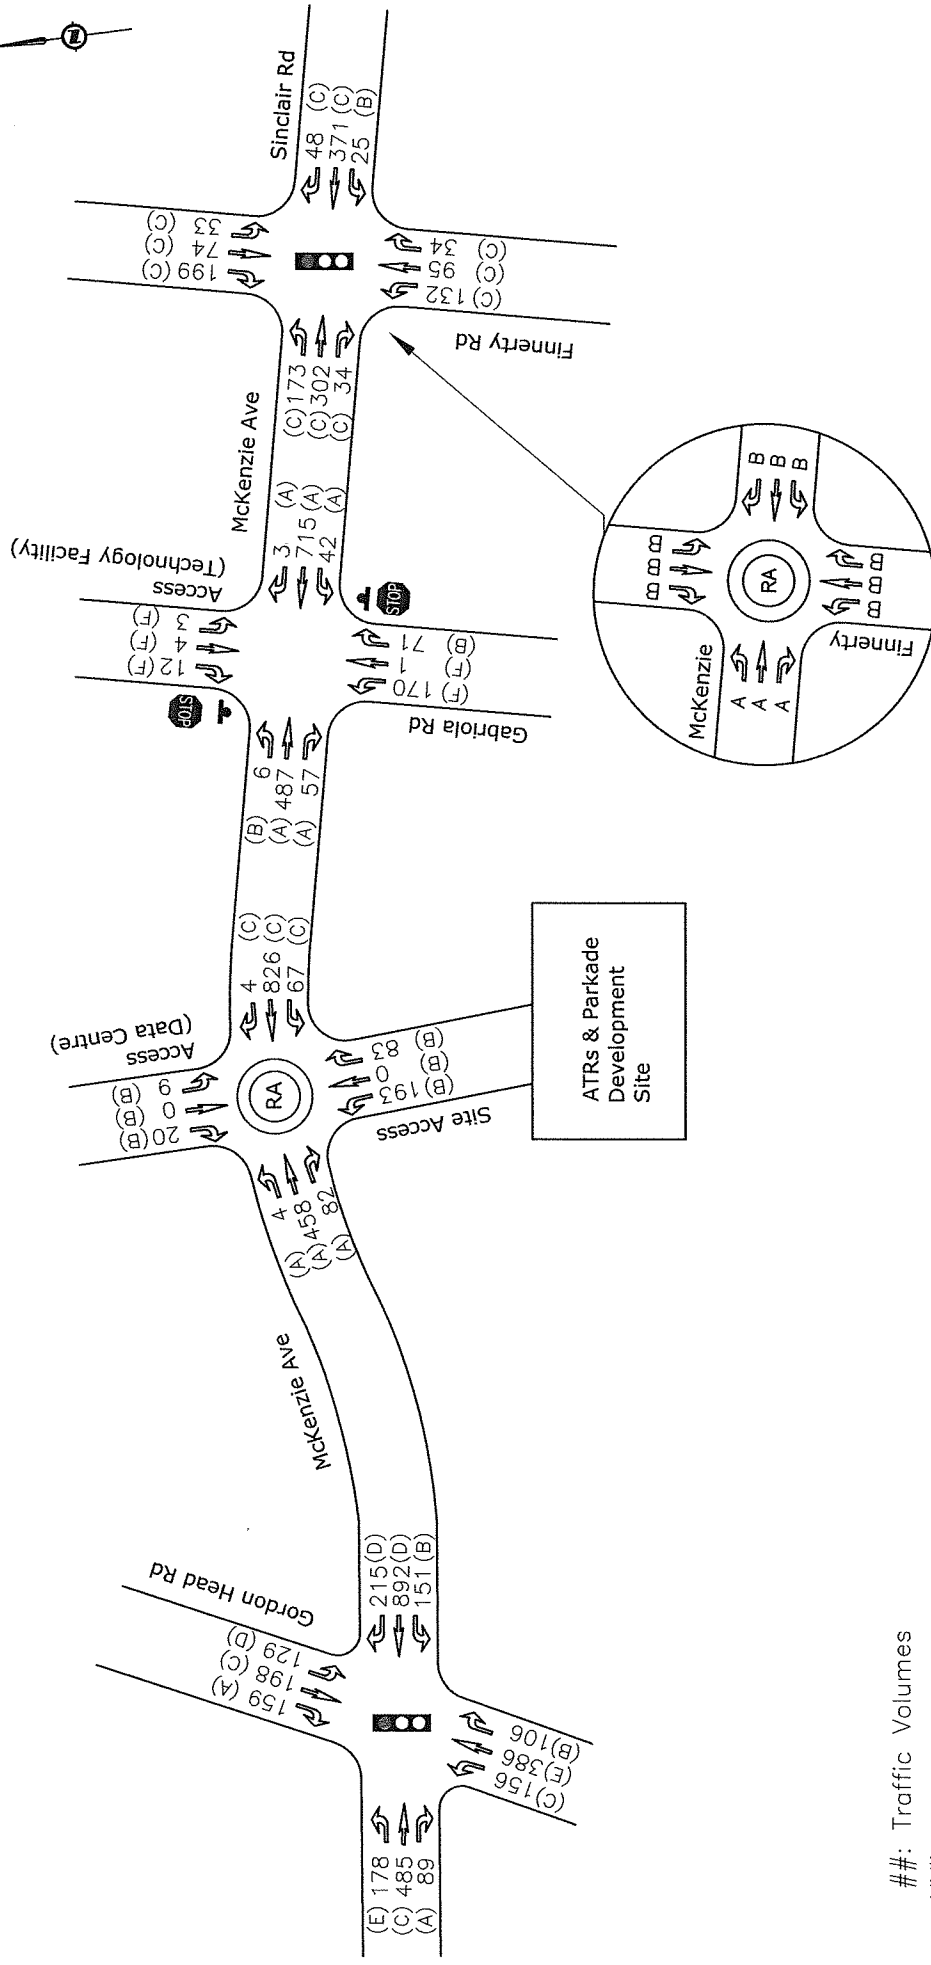 Gordon Head Rd
159 (A)
198 (C)
129 (D)
215 (D)
892 (D)
151 (B)
(E) 178
(C) 485
(A) 89
(C) 156
(E) 386
(B) 106
McKenzie Ave
Access
(Data Centre)
20 (B)
0 (B)
9 (B)
4 (C)
826 (C)
67 (C)
RA
(A) 4
(A) 458
(A) 82
(B) 193
(B) 0
(B) 83
Site Access
ATRs & Parkade
Development
Site
Access
(Technology Facility)
12 (F)
4 (F)
3 (F)
STOP
3 (A)
715 (A)
42 (A)
(B) 6
(A) 487
(A) 57
(F) 170
(F) 1
(B) 71
STOP
Gabriola Rd
McKenzie Ave
Sinclair Rd
199 (C)
74 (C)
33 (C)
48 (C)
371 (C)
25 (B)
(C) 173
(C) 302
(C) 34
(C) 132
(C) 95
(C) 34
Finnerty Rd
McKenzie
B
B
B
B
B
B
A
A
A
RA
B
B
B
Finnerty
Z
##: Traffic Volumes